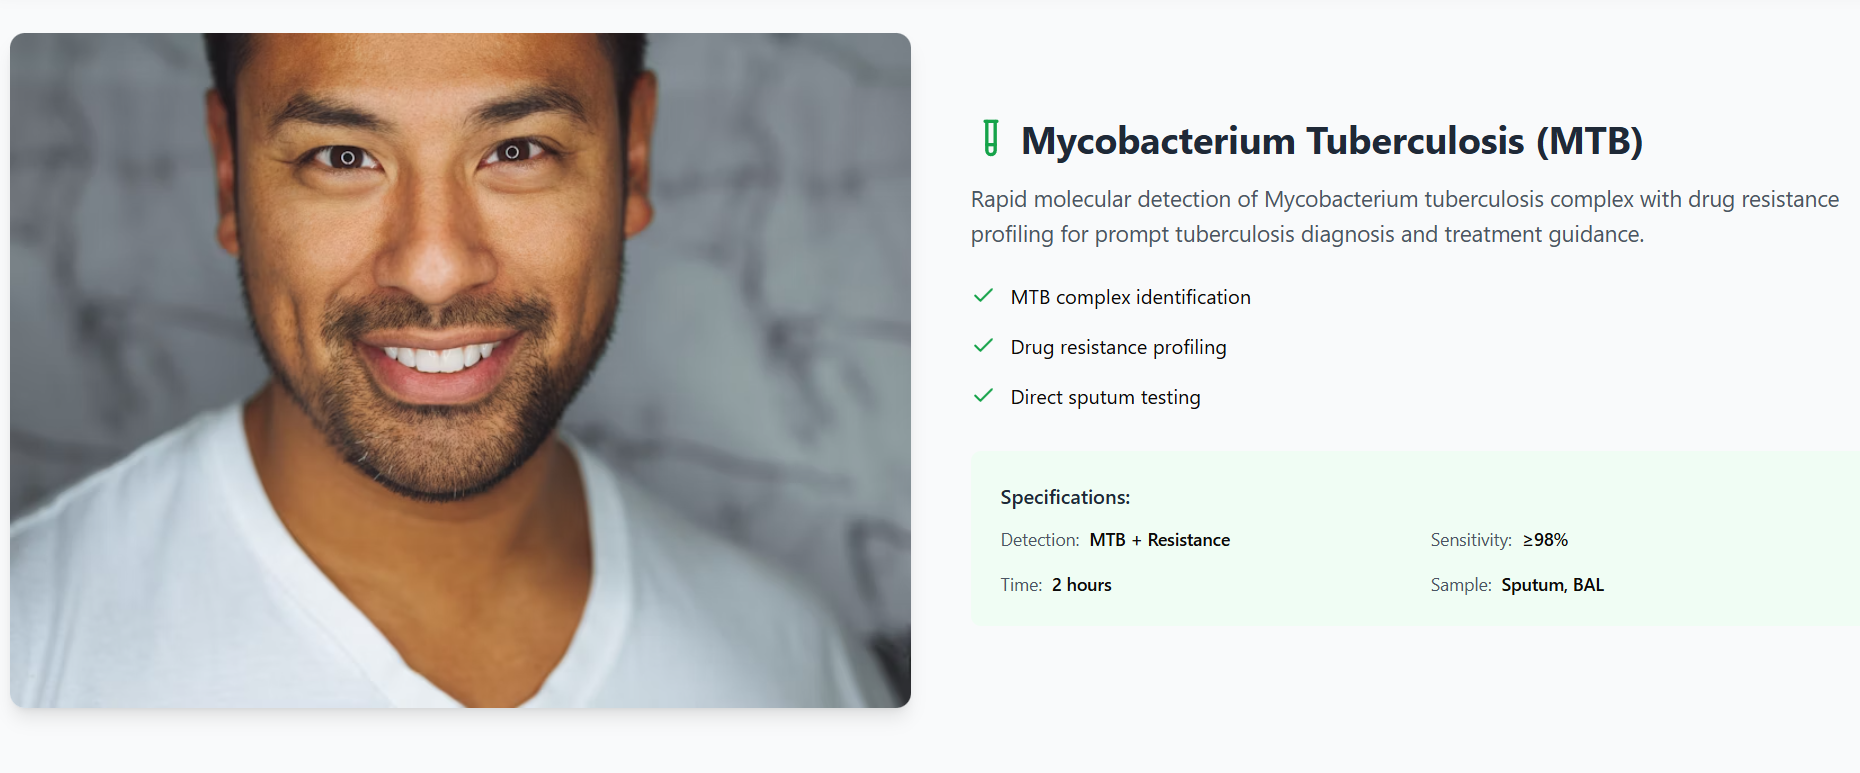 Mycobacterium Tuberculosis (MTB)
Rapid molecular detection of Mycobacterium tuberculosis complex with drug resistance
profiling for prompt tuberculosis diagnosis and treatment guidance.
MTB complex identification
Drug resistance profiling
Direct sputum testing
Specifications:
Detection: MTB + Resistance
Sensitivity: ≥98%
Time: 2 hours
Sample: Sputum, BAL